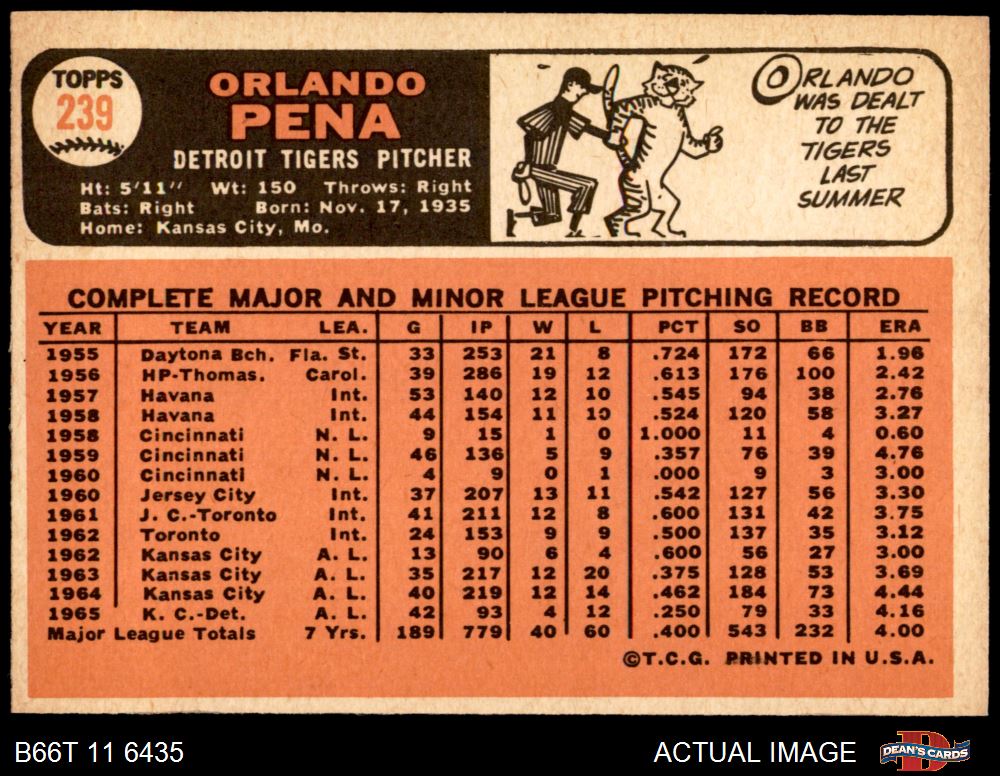 TOPPS
239
ORLANDO
PENA
DETROIT TIGERS PITCHER
Ht: 5'11" Wt: 150 Throws: Right
Bats: Right Born: Nov. 17, 1935
Home: Kansas City, Mo.
ORLANDO
WAS DEALT
TO THE
TIGERS
LAST
SUMMER
COMPLETE MAJOR AND MINOR LEAGUE PITCHING RECORD
YEAR TEAM LEA. G IP W L PCT SO BB ERA
1955 Daytona Bch. Fla. St. 33 253 21 8 .724 172 66 1.96
1956 HP-Thomas. Carol. 39 286 19 12 .613 176 100 2.42
1957 Havana Int. 53 140 12 10 .545 94 38 2.76
1958 Havana Int. 44 154 11 10 .524 120 58 3.27
1958 Cincinnati N. L. 9 15 1 0 1.000 11 4 0.60
1959 Cincinnati N. L. 46 136 5 9 .357 76 39 4.76
1960 Cincinnati N. L. 4 9 0 1 .000 9 3 3.00
1960 Jersey City Int. 37 207 13 11 .542 127 56 3.30
1961 J. C.-Toronto Int. 41 211 12 8 .600 131 42 3.75
1962 Toronto Int. 24 153 9 9 .500 137 35 3.12
1962 Kansas City A. L. 13 90 6 4 .600 56 27 3.00
1963 Kansas City A. L. 35 217 12 20 .375 128 53 3.69
1964 Kansas City A. L. 40 219 12 14 .462 184 73 4.44
1965 K. C.-Det. A. L. 42 93 4 12 .250 79 33 4.16
Major League Totals 7 Yrs. 189 779 40 60 .400 543 232 4.00
©T.C.G. PRINTED IN U.S.A.
B66T 11 6435 ACTUAL IMAGE DEAN'S CARDS